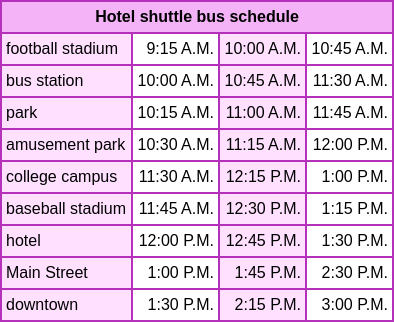 Hotel shuttle bus schedule
football stadium 9:15 A.M. 10:00 A.M. 10:45 A.M.
bus station 10:00 A.M. 10:45 A.M. 11:30 A.M.
park 10:15 A.M. 11:00 A.M. 11:45 A.M.
amusement park 10:30 A.M. 11:15 A.M. 12:00 P.M.
college campus 11:30 A.M. 12:15 P.M. 1:00 P.M.
baseball stadium 11:45 A.M. 12:30 P.M. 1:15 P.M.
hotel 12:00 P.M. 12:45 P.M. 1:30 P.M.
Main Street 1:00 P.M. 1:45 P.M. 2:30 P.M.
downtown 1:30 P.M. 2:15 P.M. 3:00 P.M.